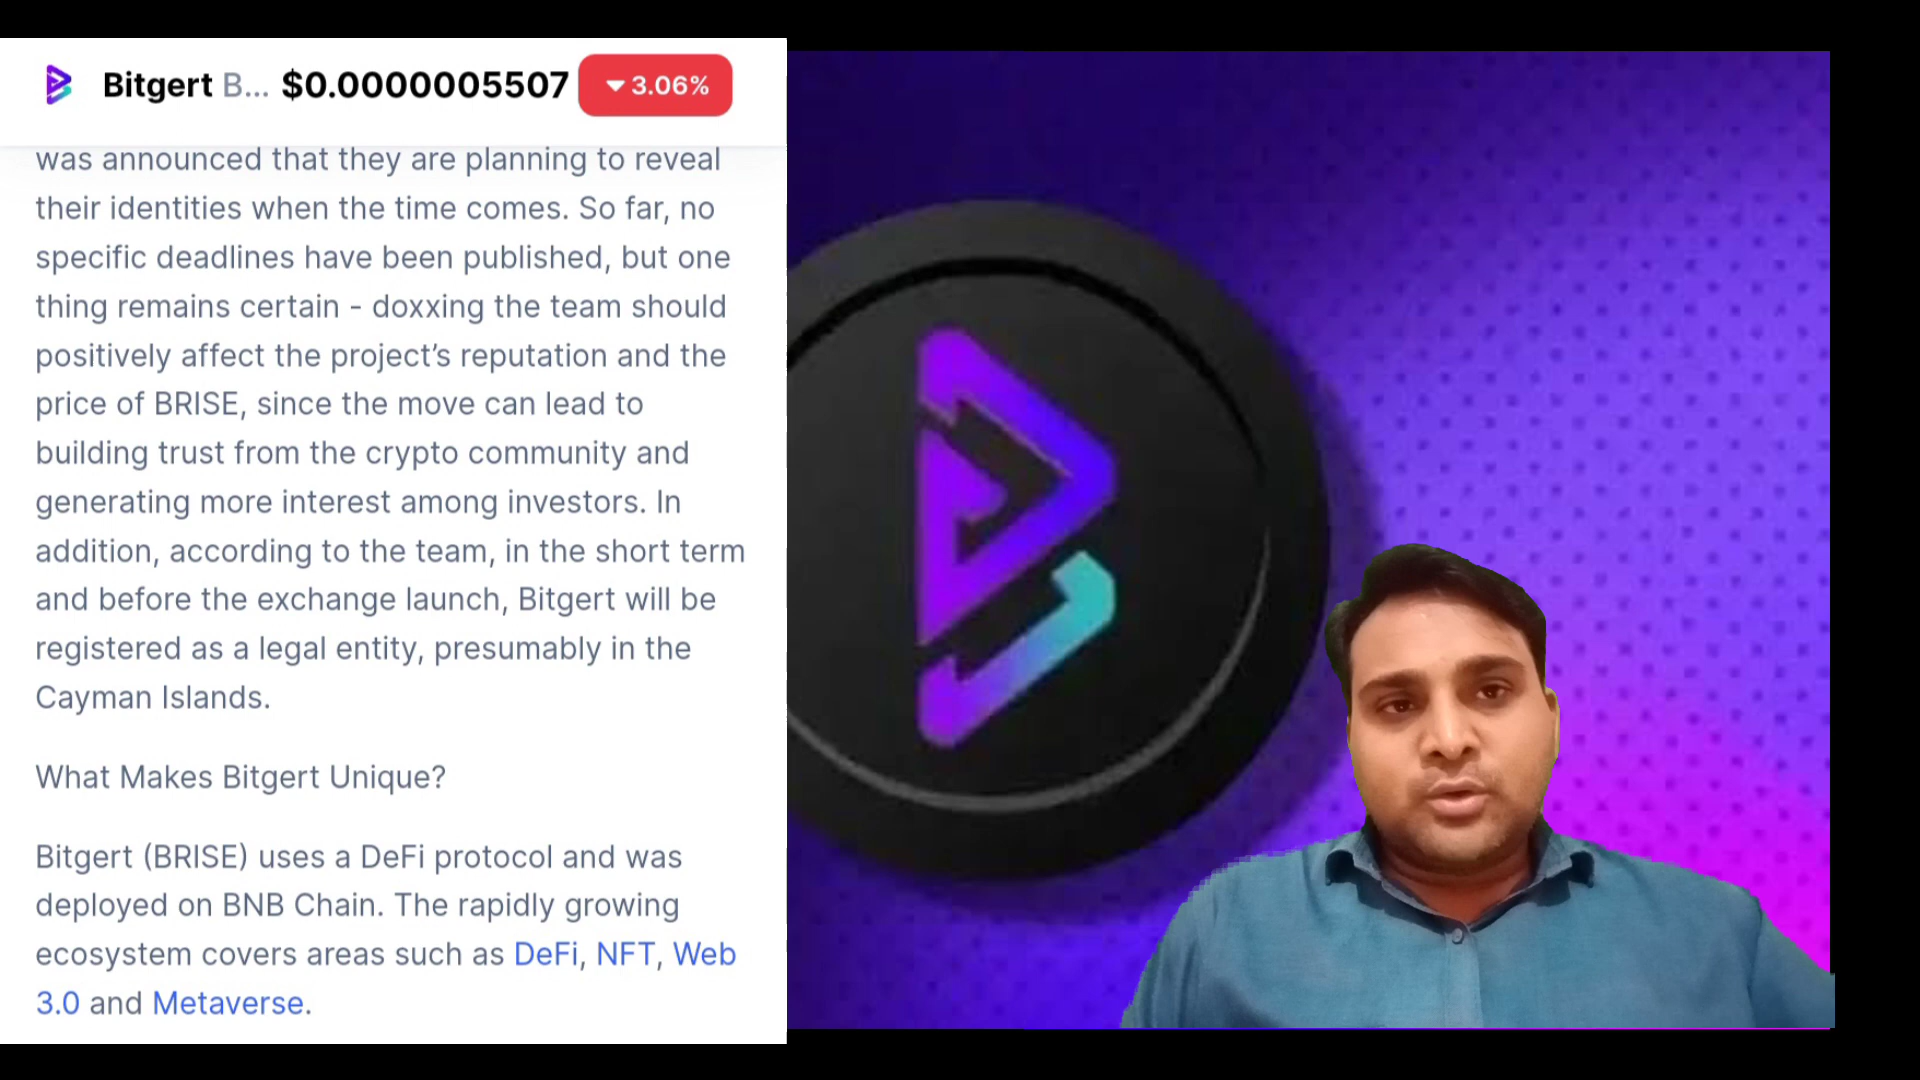 Bitgert B... $0.0000005507 3.06%
was announced that they are planning to reveal
their identities when the time comes. So far, no
specific deadlines have been published, but one
thing remains certain - doxxing the team should
positively affect the project’s reputation and the
price of BRISE, since the move can lead to
building trust from the crypto community and
generating more interest among investors. In
addition, according to the team, in the short term
and before the exchange launch, Bitgert will be
registered as a legal entity, presumably in the
Cayman Islands.
What Makes Bitgert Unique?
Bitgert (BRISE) uses a DeFi protocol and was
deployed on BNB Chain. The rapidly growing
ecosystem covers areas such as DeFi, NFT, Web
3.0 and Metaverse.